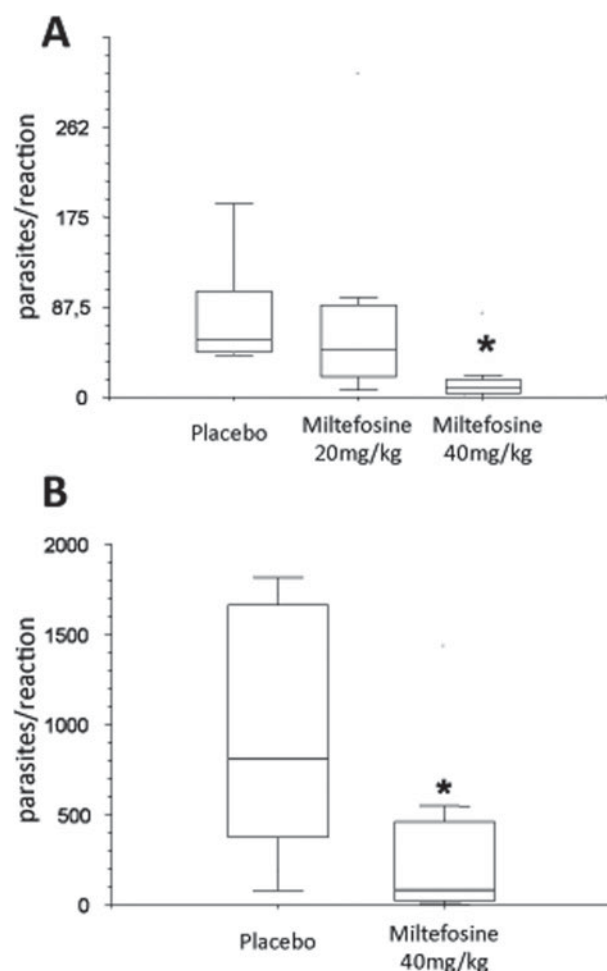 A
parasites/reaction
262
175
87,5
0
*
Placebo
Miltefosine
20mg/kg
Miltefosine
40mg/kg
B
parasites/reaction
2000
1500
1000
500
0
*
Placebo
Miltefosine
40mg/kg